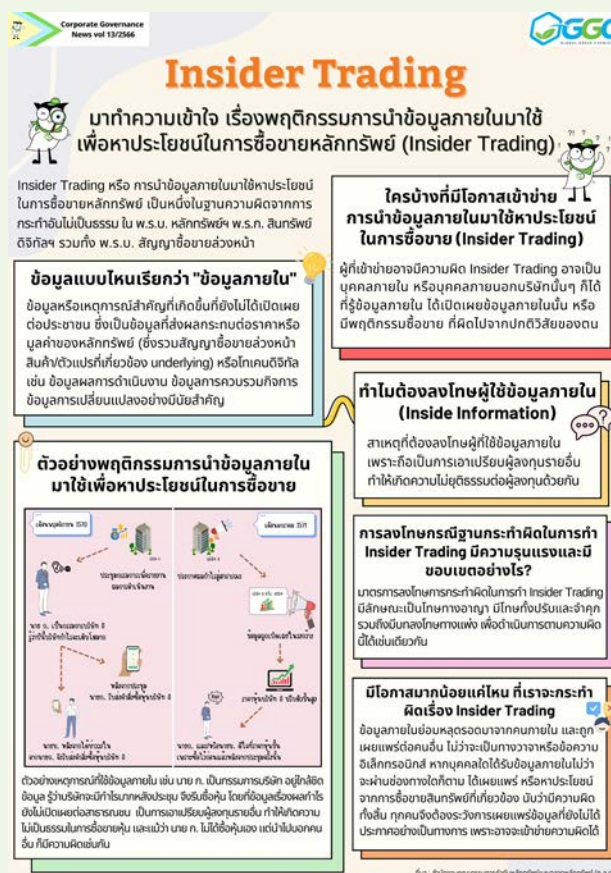 Corporate Governance
News vol 13/2566
GGC
GLOBAL GREEN CHEMICALS
Insider Trading
มาทำความเข้าใจ เรื่องพฤติกรรมการนำข้อมูลภายในมาใช้
เพื่อหาประโยชน์ในการซื้อขายหลักทรัพย์ (Insider Trading)
Insider Trading หรือ การนำข้อมูลภายในมาใช้หาประโยชน์
ในการซื้อขายหลักทรัพย์ เป็นหนึ่งในฐานความผิดจากการ
กระทำอันไม่เป็นธรรม ใน พ.ร.บ. หลักทรัพย์ฯ พ.ร.ก. สินทรัพย์
ดิจิทัลฯ รวมทั้ง พ.ร.บ. สัญญาซื้อขายล่วงหน้า
ข้อมูลแบบไหนเรียกว่า "ข้อมูลภายใน"
ข้อมูลหรือเหตุการณ์สำคัญที่เกิดขึ้นที่ยังไม่ได้เปิดเผย
ต่อประชาชน ซึ่งเป็นข้อมูลที่ส่งผลกระทบต่อราคาหรือ
มูลค่าของหลักทรัพย์ (ซึ่งรวมสัญญาซื้อขายล่วงหน้า
สินค้า/ตัวแปรที่เกี่ยวข้อง underlying) หรือโทเคนดิจิทัล
เช่น ข้อมูลผลการดำเนินงาน ข้อมูลการควบรวมกิจการ
ข้อมูลการเปลี่ยนแปลงอย่างมีนัยสำคัญ
ใครบ้างที่มีโอกาสเข้าข่าย
การนำข้อมูลภายในมาใช้หาประโยชน์
ในการซื้อขาย (Insider Trading)
ผู้ที่เข้าข่ายอาจมีความผิด Insider Trading อาจเป็น
บุคคลภายใน หรือบุคคลภายนอกบริษัทนั้นๆ ก็ได้
ที่รู้ข้อมูลภายใน ได้เปิดเผยข้อมูลภายในนั้น หรือ
มีพฤติกรรมซื้อขาย ที่ผิดไปจากปกติวิสัยของตน
ทำไมต้องลงโทษผู้ใช้ข้อมูลภายใน
(Inside Information)
สาเหตุที่ต้องลงโทษผู้ที่ใช้ข้อมูลภายใน
เพราะถือเป็นการเอาเปรียบผู้ลงทุนรายอื่น
ทำให้เกิดความไม่ยุติธรรมต่อผู้ลงทุนด้วยกัน
ตัวอย่างพฤติกรรมการนำข้อมูลภายใน
มาใช้เพื่อหาประโยชน์ในการซื้อขาย
ตัวอย่างเหตุการณ์ที่ใช้ข้อมูลภายใน เช่น นาย ก. เป็นกรรมการบริษัท อยู่ใกล้ชิด
ข้อมูล รู้ว่าบริษัทจะมีกำไรมากหลังประชุม จึงรีบซื้อหุ้น โดยที่ข้อมูลเรื่องผลกำไร
ยังไม่เปิดเผยต่อสาธารณชน เป็นการเอาเปรียบผู้ลงทุนรายอื่น ทำให้เกิดความ
ไม่เป็นธรรมในการซื้อขายหุ้น และแม้ว่า นาย ก. ไม่ได้ซื้อหุ้นเอง แต่นำไปบอกคน
อื่น ก็มีความผิดเช่นกัน
การลงโทษกรณีฐานกระทำผิดในการทำ
Insider Trading มีความรุนแรงและมี
ขอบเขตอย่างไร?
มาตรการลงโทษการกระทำผิดในการทำ Insider Trading
มีลักษณะเป็นโทษทางอาญา มีโทษทั้งปรับและจำคุก
รวมถึงมีบทลงโทษทางแพ่ง เพื่อดำเนินการตามความผิด
นี้ได้เช่นเดียวกัน
มีโอกาสมากน้อยแค่ไหน ที่เราจะกระทำ
ผิดเรื่อง Insider Trading
ข้อมูลภายในย่อมหลุดรอดมาจากคนภายใน และถูก
เผยแพร่ต่อคนอื่น ไม่ว่าจะเป็นทางวาจาหรือข้อความ
อิเล็กทรอนิกส์ หากบุคคลใดได้รับข้อมูลภายในไม่ว่า
จะผ่านช่องทางใดก็ตาม ได้เผยแพร่ หรือหาประโยชน์
จากการซื้อขายสินทรัพย์ที่เกี่ยวข้อง นับว่ามีความผิด
ทั้งสิ้น ทุกคนจึงต้องระวังการเผยแพร่ข้อมูลที่ยังไม่ได้
ประกาศอย่างเป็นทางการ เพราะอาจจะเข้าข่ายความผิดได้